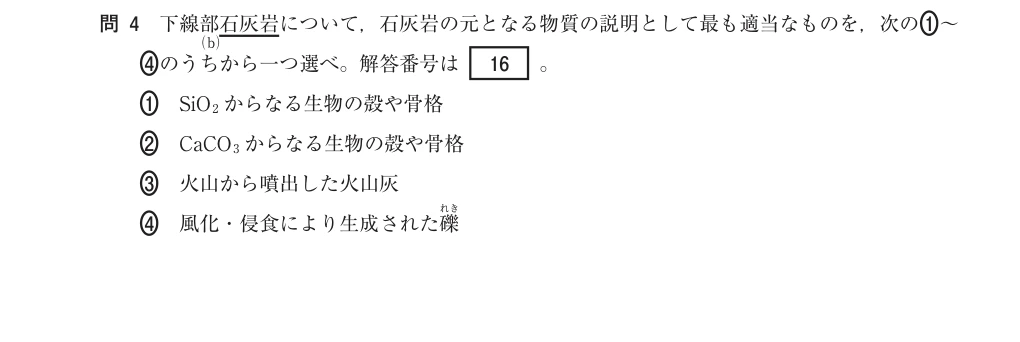 問 4 下線部(b)石灰岩について，石灰岩の元となる物質の説明として最も適当なものを，次の①～
④のうちから一つ選べ。解答番号は 16 。
① SiO₂ からなる生物の殻や骨格
② CaCO₃ からなる生物の殻や骨格
③ 火山から噴出した火山灰
④ 風化・侵食により生成された礫(れき)